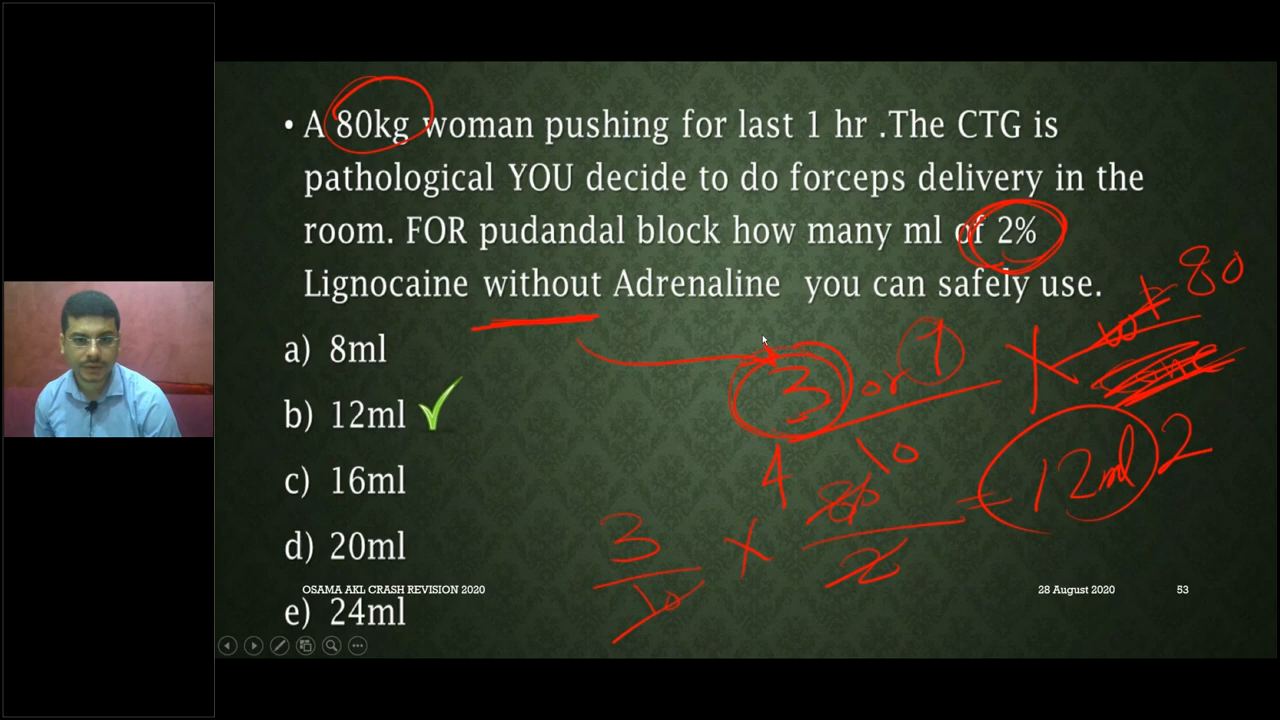 • A 80kg woman pushing for last 1 hr .The CTG is
pathological YOU decide to do forceps delivery in the
room. FOR pudandal block how many ml of 2%
Lignocaine without Adrenaline you can safely use.
a) 8ml
b) 12ml
c) 16ml
d) 20ml
e) 24ml
3 or 7 X wt 80
10 2
4
3 X 80 = 12ml
10 2
OSAMA AKL CRASH REVISION 2020
28 August 2020
53